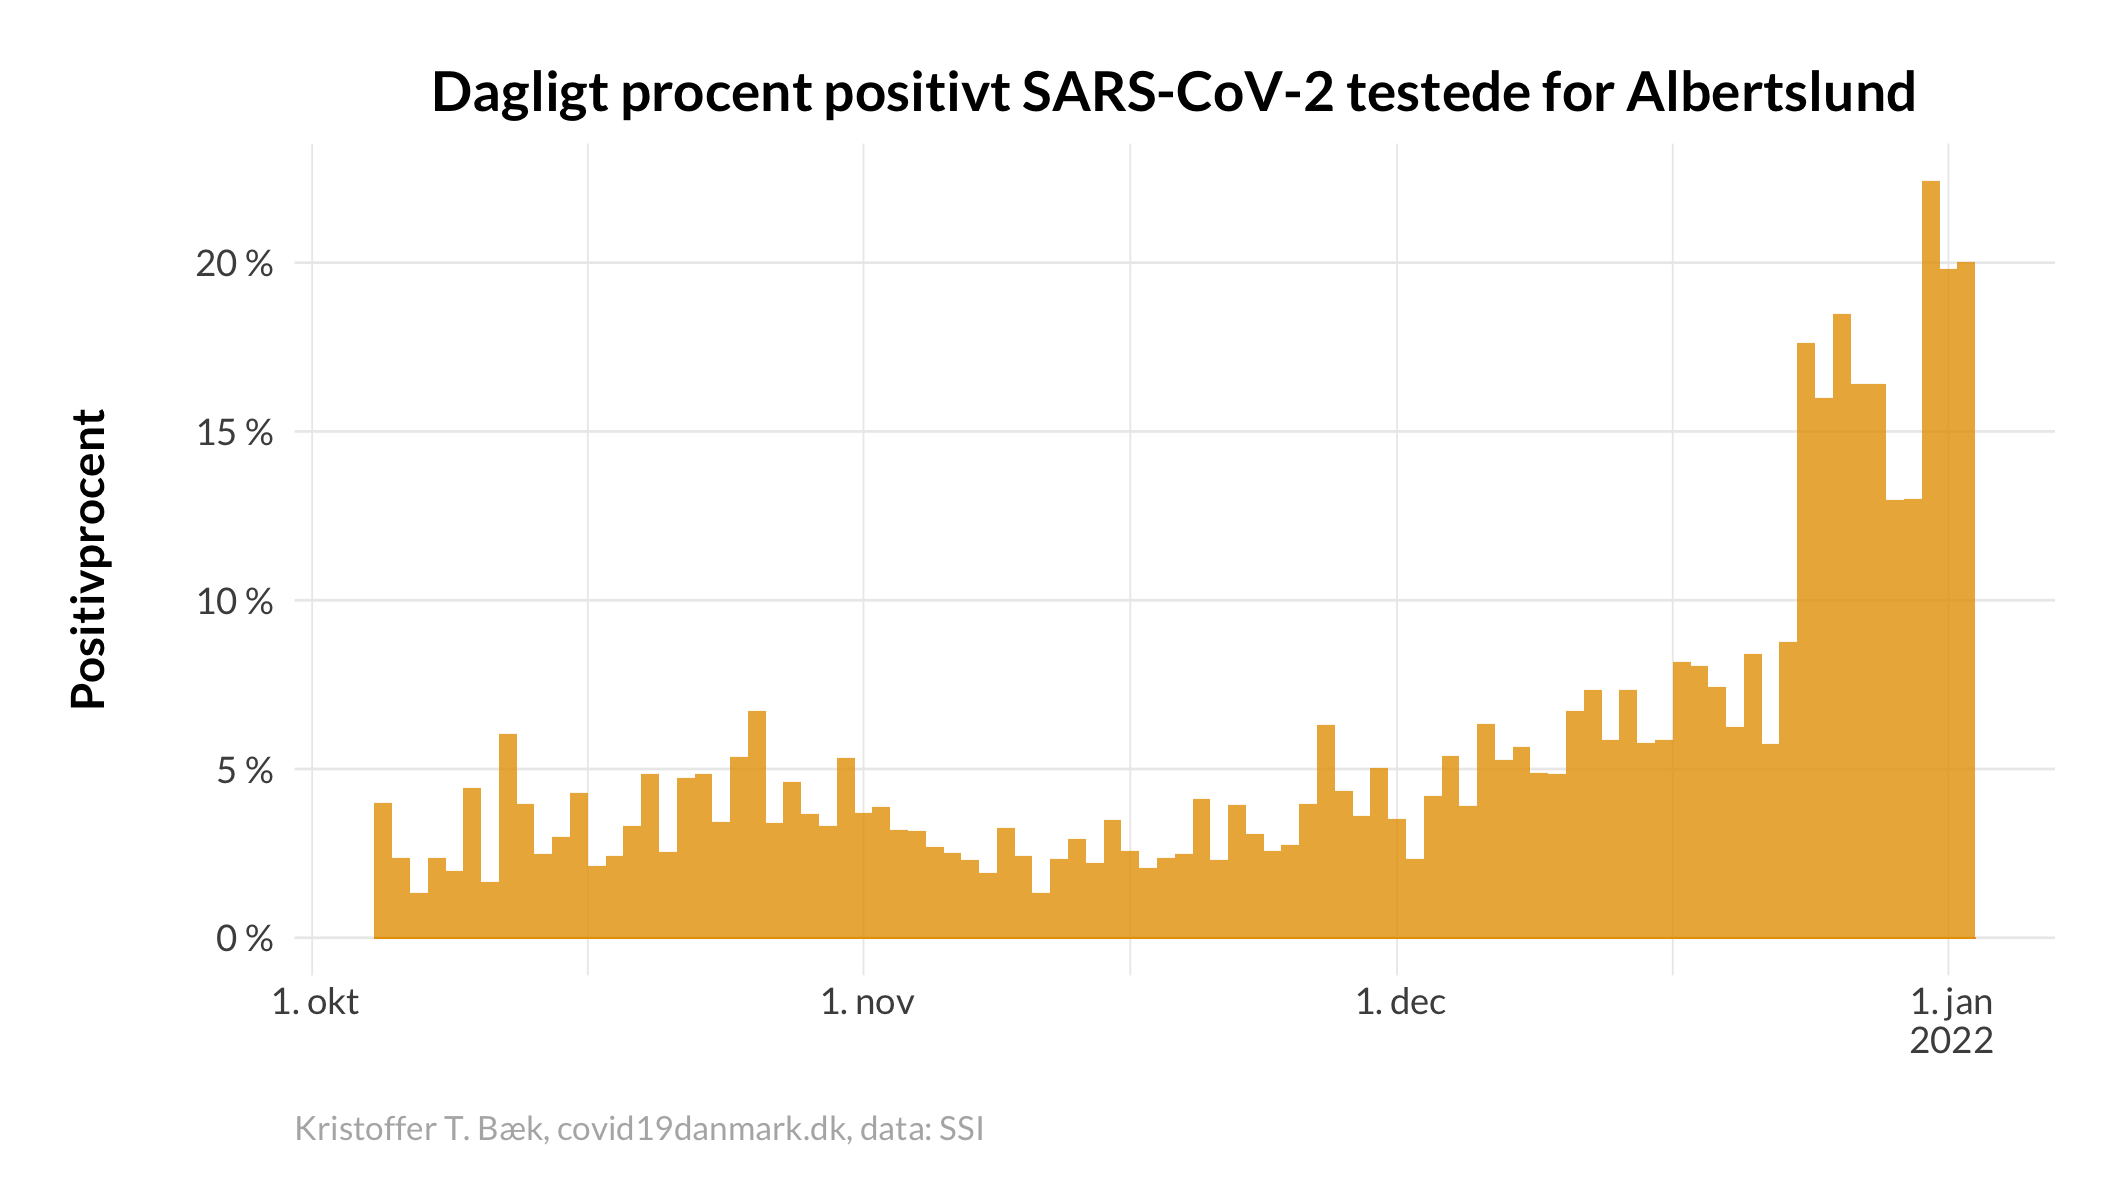 Dagligt procent positivt SARS-CoV-2 testede for Albertslund
Positivprocent
20 %
15 %
10 %
5 %
0 %
1. okt
1. nov
1. dec
1. jan
2022
Kristoffer T. Bæk, covid19danmark.dk, data: SSI